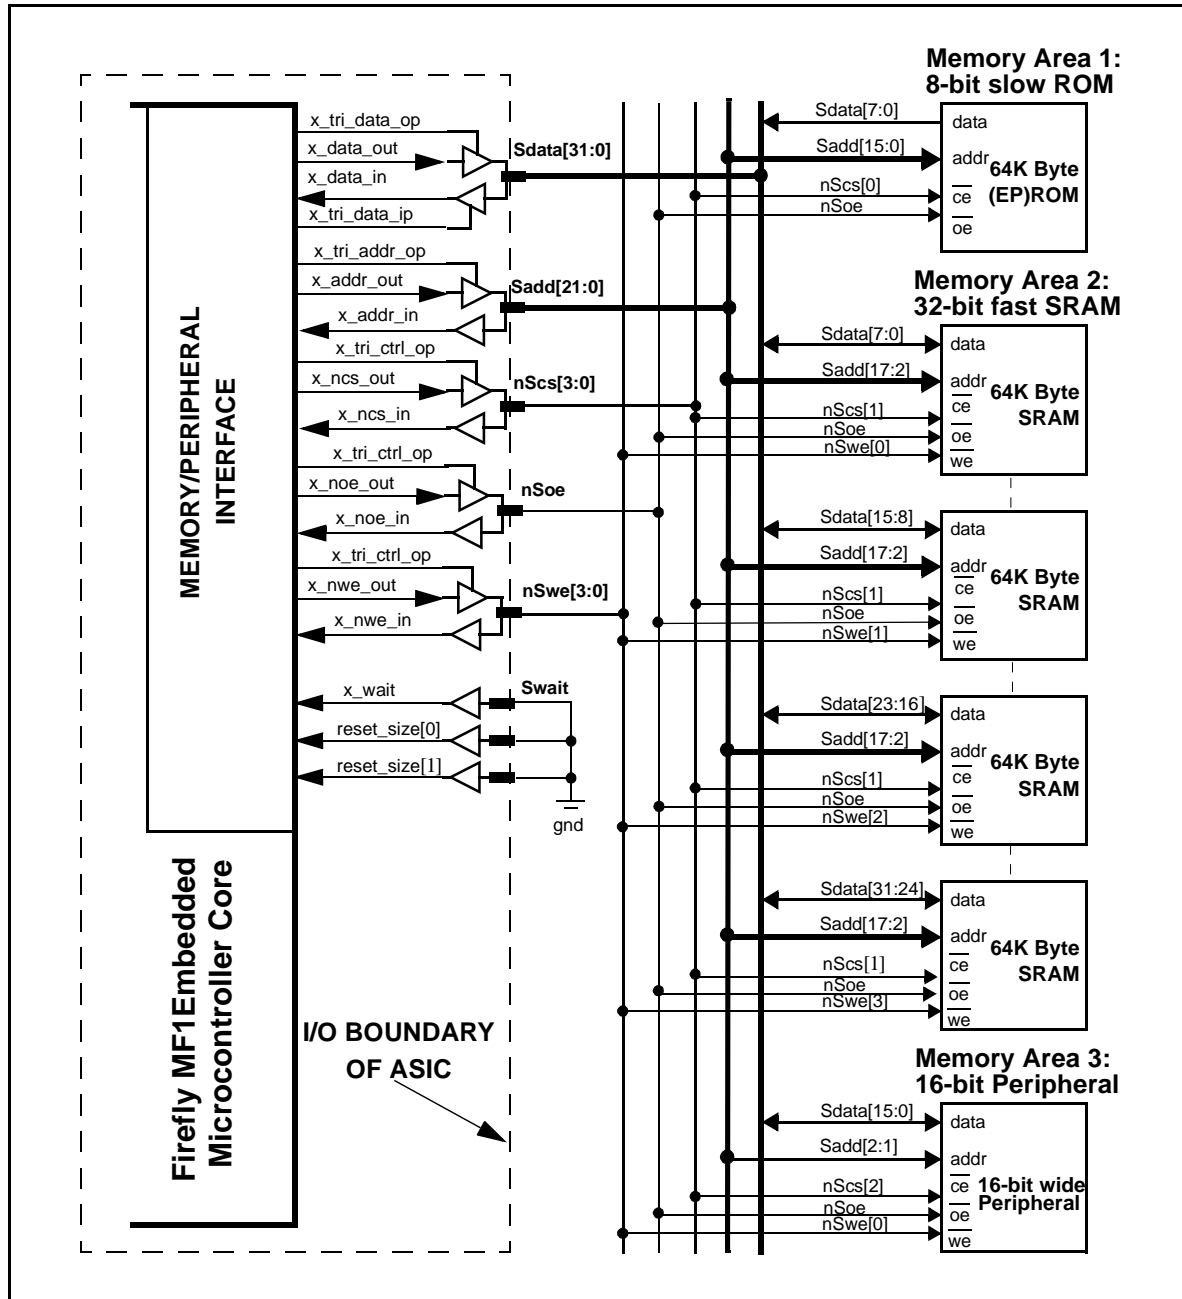 x_tri_data_op
x_data_out
x_data_in
x_tri_data_ip
Sdata[31:0]
x_tri_addr_op
x_addr_out
x_addr_in
Sadd[21:0]
x_tri_ctrl_op
x_ncs_out
x_ncs_in
nScs[3:0]
x_tri_ctrl_op
x_noe_out
x_noe_in
nSoe
x_tri_ctrl_op
x_nwe_out
x_nwe_in
nSwe[3:0]
x_wait
Swait
reset_size[0]
reset_size[1]
gnd
MEMORY/PERIPHERAL
INTERFACE
Firefly MF1Embedded
Microcontroller Core
I/O BOUNDARY
OF ASIC
Memory Area 1:
8-bit slow ROM
Sdata[7:0]
data
Sadd[15:0]
addr
64K Byte
(EP)ROM
nScs[0]
ce
nSoe
oe
Memory Area 2:
32-bit fast SRAM
Sdata[7:0]
data
Sadd[17:2]
addr
64K Byte
SRAM
nScs[1]
ce
nSoe
oe
nSwe[0]
we
Sdata[15:8]
data
Sadd[17:2]
addr
64K Byte
SRAM
nScs[1]
ce
nSoe
oe
nSwe[1]
we
Sdata[23:16]
data
Sadd[17:2]
addr
64K Byte
SRAM
nScs[1]
ce
nSoe
oe
nSwe[2]
we
Sdata[31:24]
data
Sadd[17:2]
addr
64K Byte
SRAM
nScs[1]
ce
nSoe
oe
nSwe[3]
we
Memory Area 3:
16-bit Peripheral
Sdata[15:0]
data
Sadd[2:1]
addr
nScs[2]
ce
16-bit wide
Peripheral
nSoe
oe
nSwe[0]
we